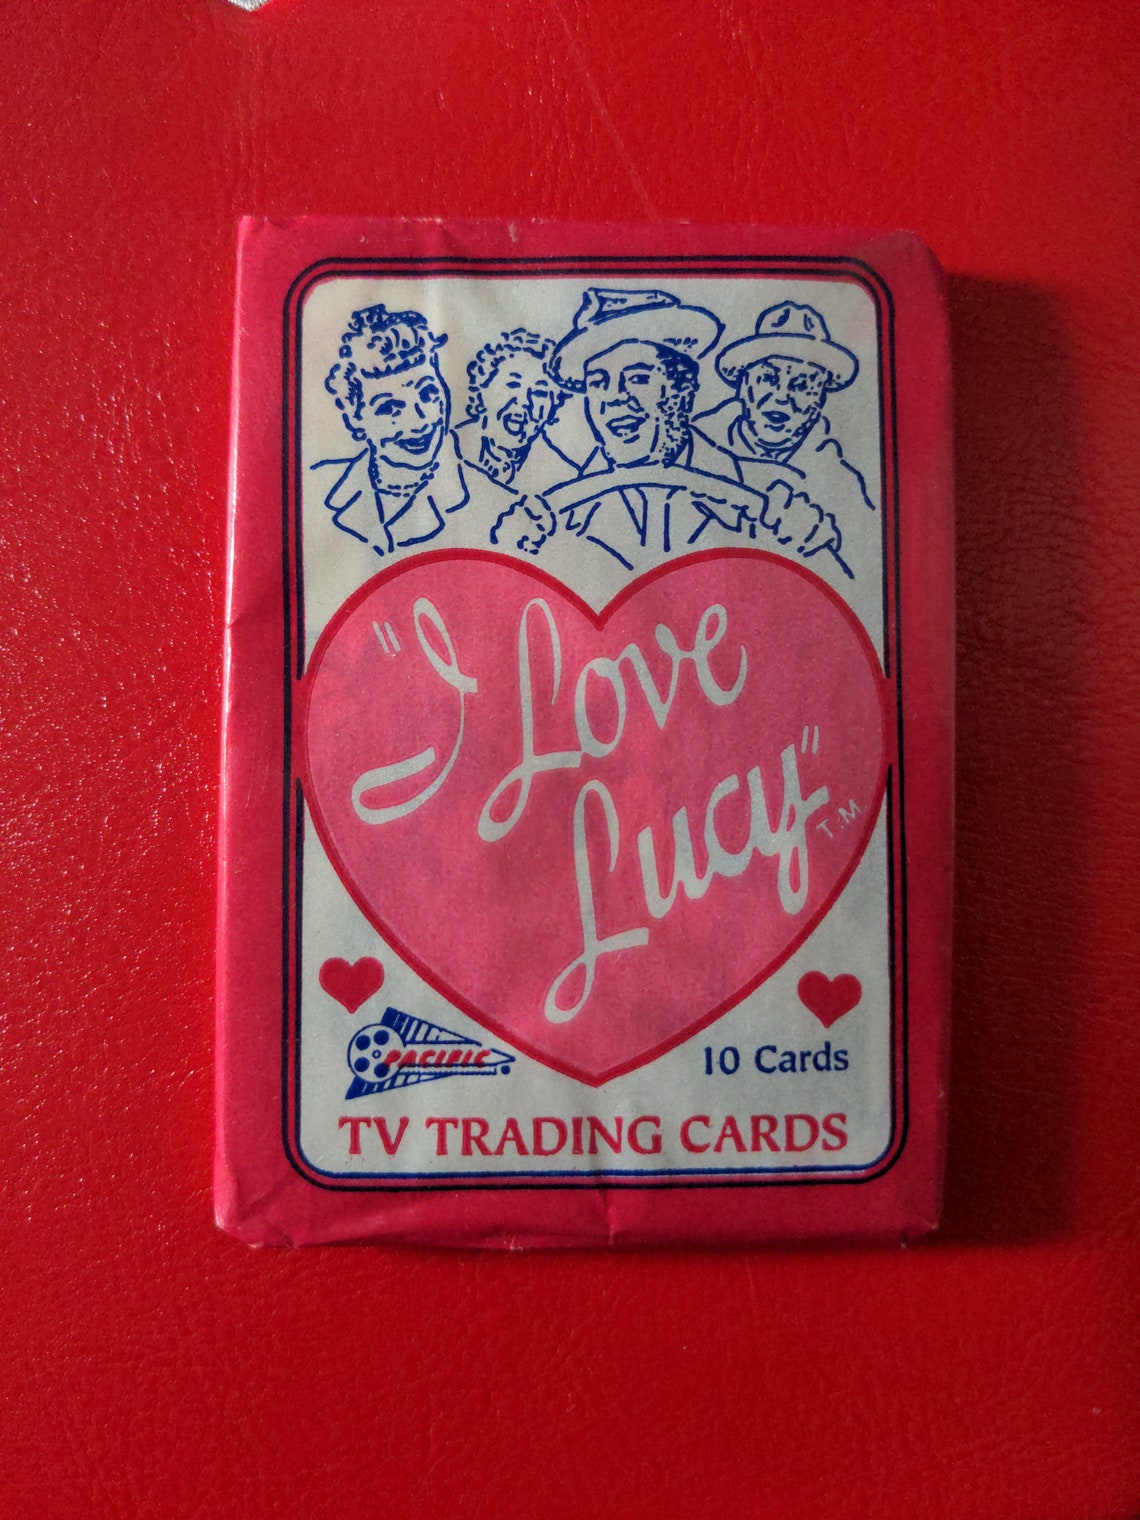 "I Love
Lucy"
T.M
PACIFIC
10 Cards
TV TRADING CARDS